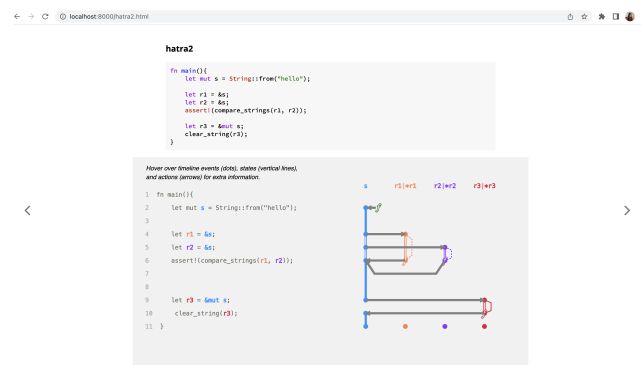 localhost:8000/hatra2.html
hatra2
fn main(){
    let mut s = String::from("hello");
    let r1 = &s;
    let r2 = &s;
    assert!(compare_strings(r1, r2));
    let r3 = &mut s;
    clear_string(r3);
}
Hover over timeline events (dots), states (vertical lines),
and actions (arrows) for extra information.
s r1|*r1 r2|*r2 r3|*r3
1 fn main(){
2     let mut s = String::from("hello");
3
4     let r1 = &s;
5     let r2 = &s;
6     assert!(compare_strings(r1, r2));
7
8
9     let r3 = &mut s;
10     clear_string(r3);
11 }